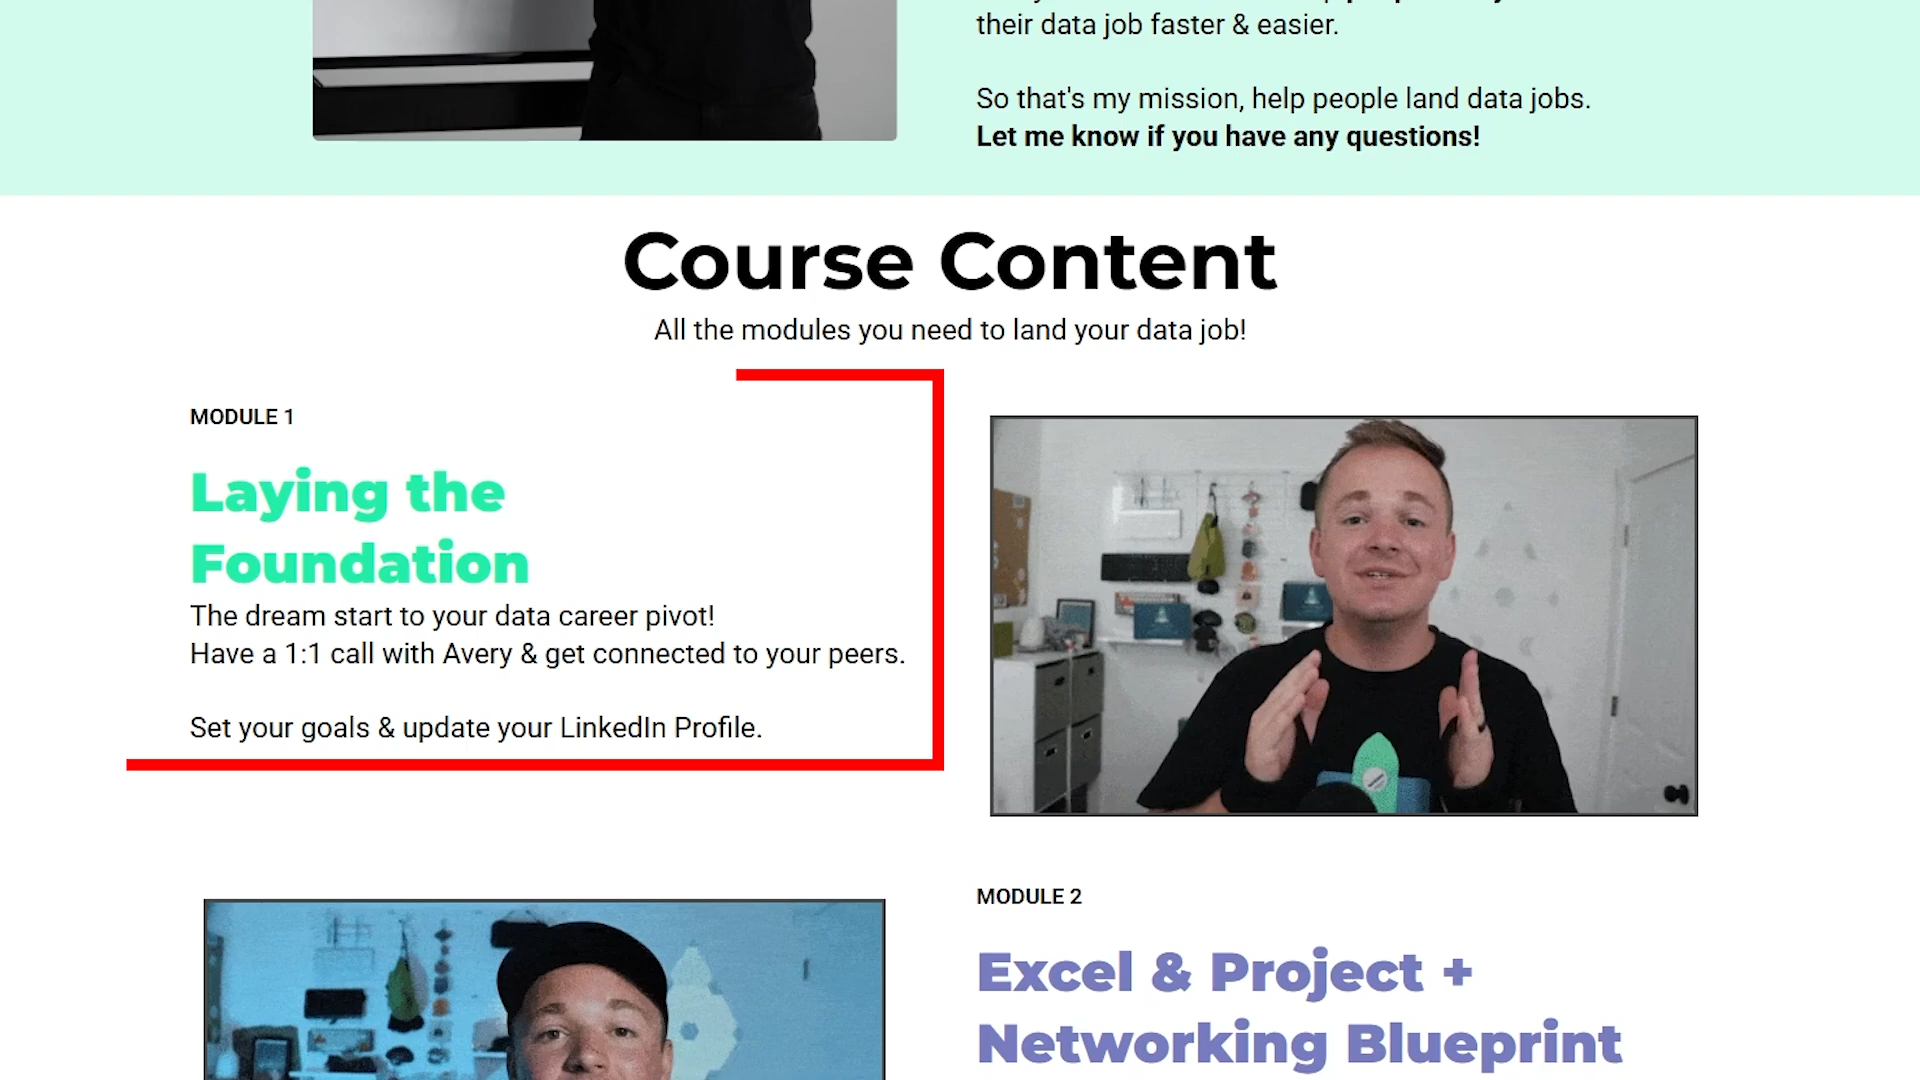 their data job faster & easier.
So that's my mission, help people land data jobs.
Let me know if you have any questions!
Course Content
All the modules you need to land your data job!
MODULE 1
Laying the
Foundation
The dream start to your data career pivot!
Have a 1:1 call with Avery & get connected to your peers.
Set your goals & update your LinkedIn Profile.
MODULE 2
Excel & Project +
Networking Blueprint